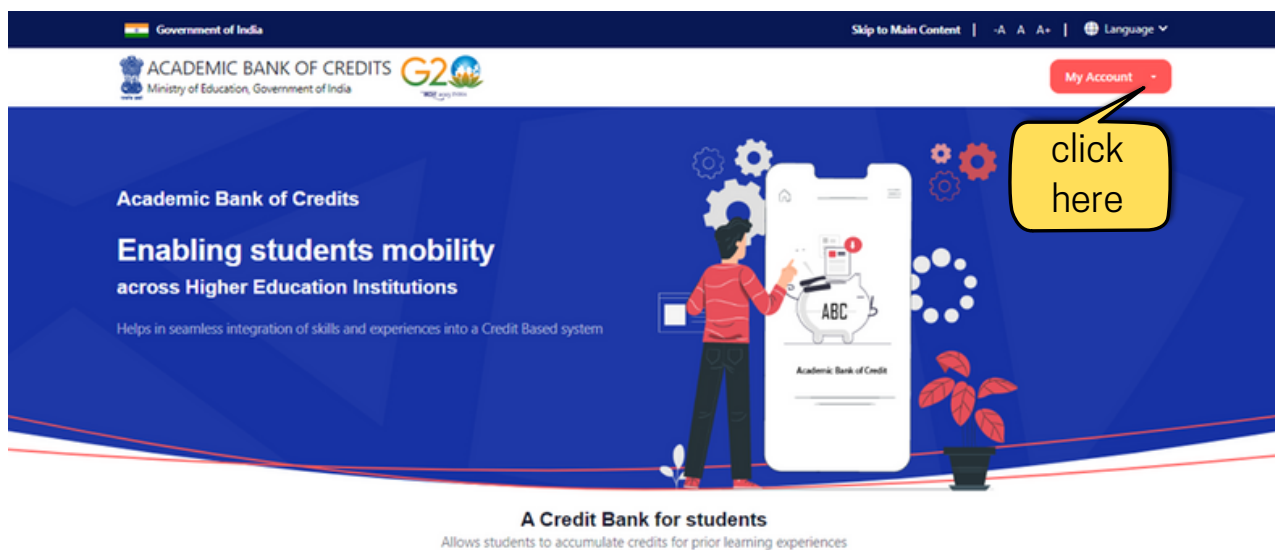 Government of India
Skip to Main Content | -A A A+ | Language
ACADEMIC BANK OF CREDITS
Ministry of Education, Government of India
G20
My Account
click
here
Academic Bank of Credits
Enabling students mobility
across Higher Education Institutions
Helps in seamless integration of skills and experiences into a Credit Based system
ABC
Academic Bank of Credit
A Credit Bank for students
Allows students to accumulate credits for prior learning experiences